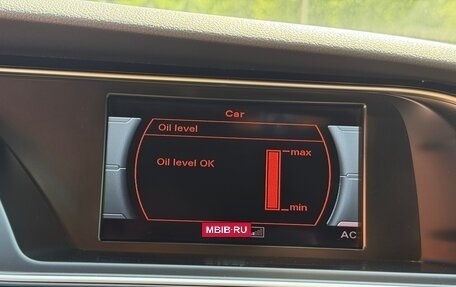 Car
Oil level
max
Oil level OK
min
MBIB·RU
AC